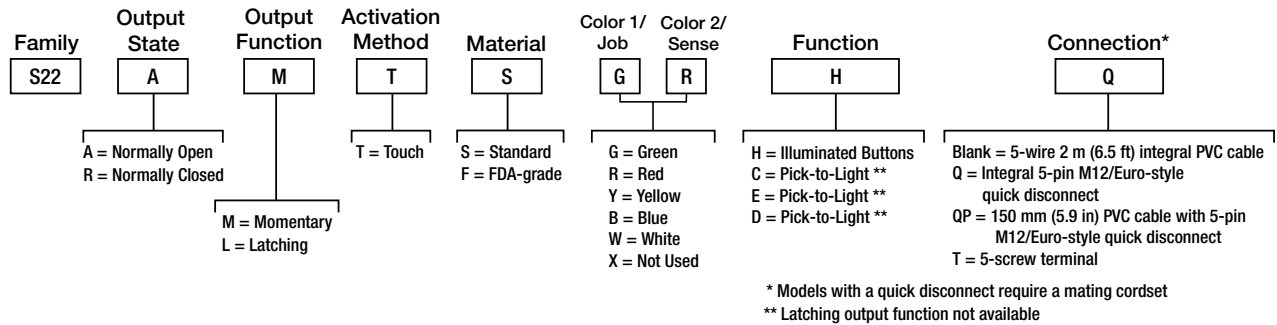 Family
Output
State
Output
Function
Activation
Method
Material
Color 1/
Job
Color 2/
Sense
Function
Connection*
S22
A
M
T
S
G
R
H
Q
A = Normally Open
R = Normally Closed
M = Momentary
L = Latching
T = Touch
S = Standard
F = FDA-grade
G = Green
R = Red
Y = Yellow
B = Blue
W = White
X = Not Used
H = Illuminated Buttons
C = Pick-to-Light **
E = Pick-to-Light **
D = Pick-to-Light **
Blank = 5-wire 2 m (6.5 ft) integral PVC cable
Q = Integral 5-pin M12/Euro-style
quick disconnect
QP = 150 mm (5.9 in) PVC cable with 5-pin
M12/Euro-style quick disconnect
T = 5-screw terminal
* Models with a quick disconnect require a mating cordset
** Latching output function not available